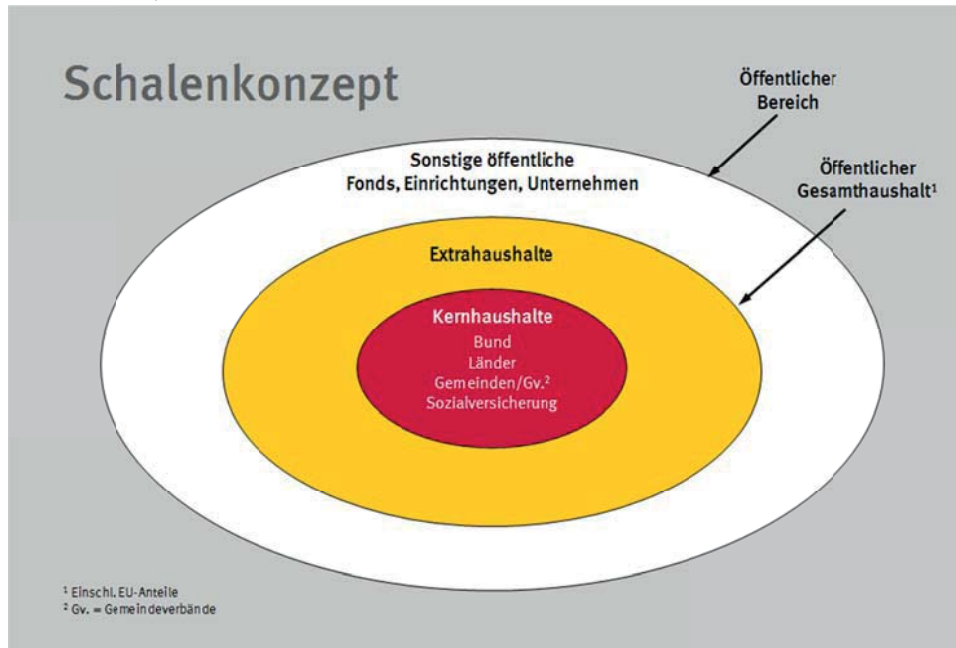 Schalenkonzept
Öffentlicher
Bereich
Öffentlicher
Gesamthaushalt¹
Sonstige öffentliche
Fonds, Einrichtungen, Unternehmen
Extrahaushalte
Kernhaushalte
Bund
Länder
Gemeinden/Gv.²
Sozialversicherung
¹ Einschl. EU-Anteile
² Gv. = Gemeindeverbände